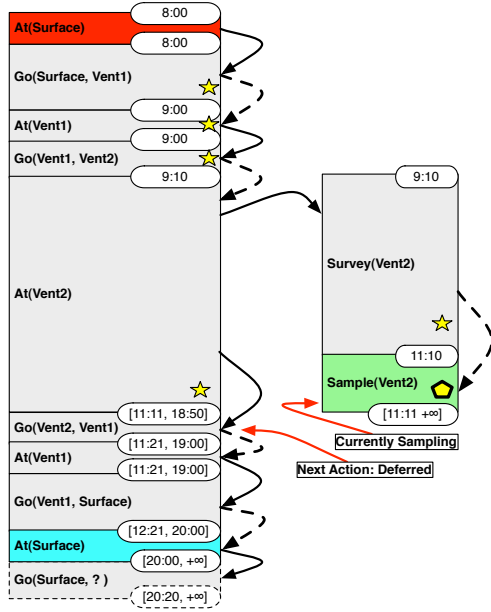 8:00
At(Surface)
8:00
Go(Surface, Vent1)
9:00
At(Vent1)
9:00
Go(Vent1, Vent2)
9:10
At(Vent2)
[11:11, 18:50]
Go(Vent2, Vent1)
[11:21, 19:00]
At(Vent1)
[11:21, 19:00]
Go(Vent1, Surface)
[12:21, 20:00]
At(Surface)
[20:00, +∞]
Go(Surface, ? )
[20:20, +∞]
9:10
Survey(Vent2)
11:10
Sample(Vent2)
[11:11 +∞]
Currently Sampling
Next Action: Deferred